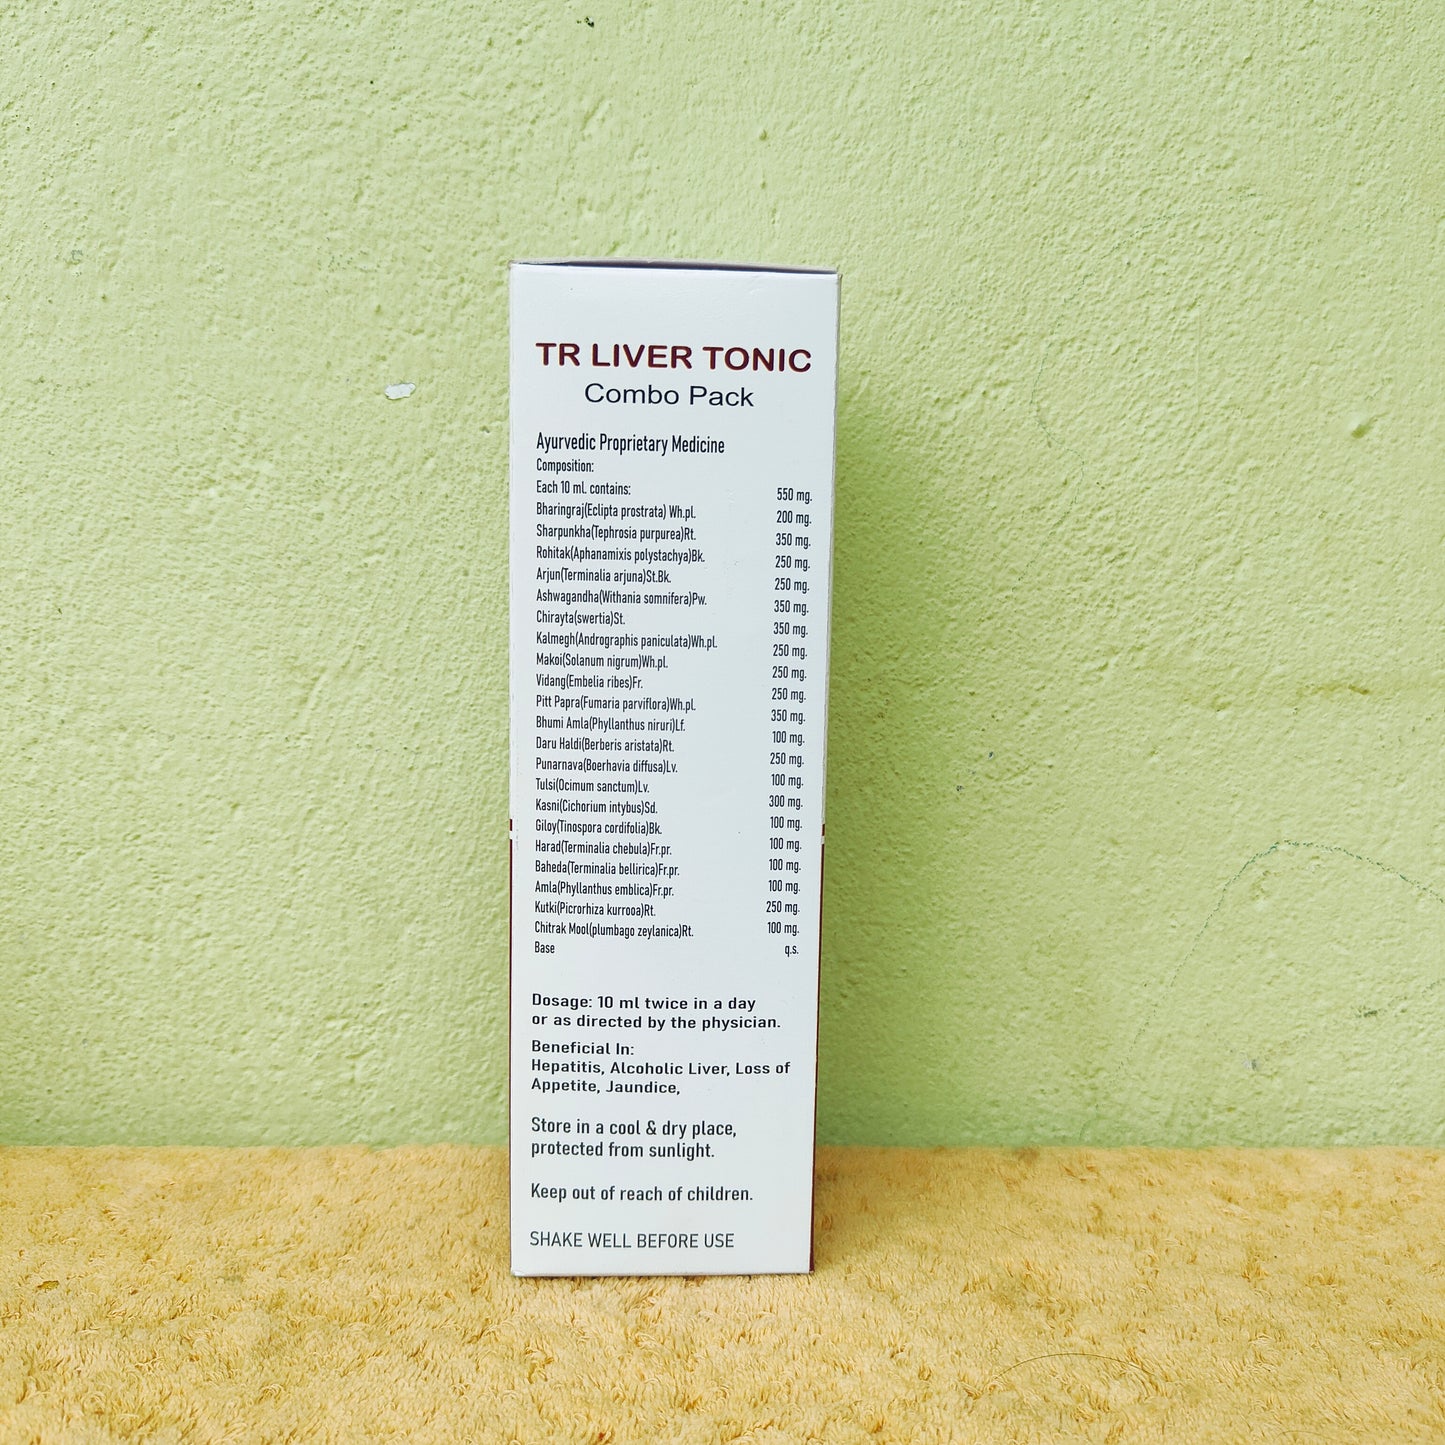 TR LIVER TONIC
Combo Pack
Ayurvedic Proprietary Medicine
Composition:
Each 10 ml. contains:
Bharingraj(Eclipta prostrata) Wh.pl. 550 mg.
Sharpunkha(Tephrosia purpurea)Rt. 200 mg.
Rohitak(Aphanamixis polystachya)Bk. 350 mg.
Arjun(Terminalia arjuna)St.Bk. 250 mg.
Ashwagandha(Withania somnifera)Pw. 250 mg.
Chirayta(swertia)St. 350 mg.
Kalmegh(Andrographis paniculata)Wh.pl. 350 mg.
Makoi(Solanum nigrum)Wh.pl. 250 mg.
Vidang(Embelia ribes)Fr. 250 mg.
Pitt Papra(Fumaria parviflora)Wh.pl. 250 mg.
Bhumi Amla(Phyllanthus niruri)Lf. 350 mg.
Daru Haldi(Berberis aristata)Rt. 100 mg.
Punarnava(Boerhavia diffusa)Lv. 250 mg.
Tulsi(Ocimum sanctum)Lv. 100 mg.
Kasni(Cichorium intybus)Sd. 300 mg.
Giloy(Tinospora cordifolia)Bk. 100 mg.
Harad(Terminalia chebula)Fr.pr. 100 mg.
Baheda(Terminalia bellirica)Fr.pr. 100 mg.
Amla(Phyllanthus emblica)Fr.pr. 100 mg.
Kutki(Picrorhiza kurrooa)Rt. 250 mg.
Chitrak Mool(plumbago zeylanica)Rt. 100 mg.
Base q.s.
Dosage: 10 ml twice in a day
or as directed by the physician.
Beneficial In:
Hepatitis, Alcoholic Liver, Loss of
Appetite, Jaundice,
Store in a cool & dry place,
protected from sunlight.
Keep out of reach of children.
SHAKE WELL BEFORE USE